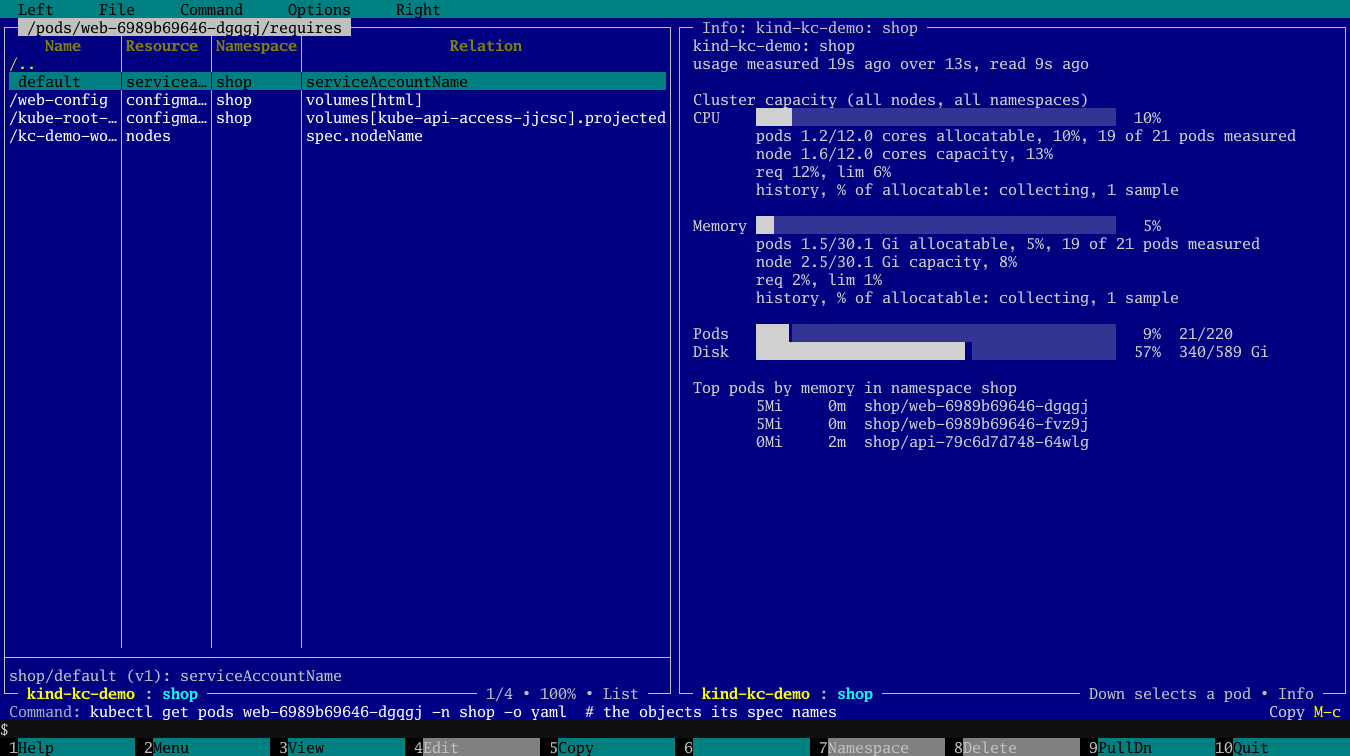 Left File Command Options Right
/pods/web-6989b69646-dgqgj/requires
Name Resource Namespace Relation
/..
default servicea… shop serviceAccountName
/web-config configma… shop volumes[html]
/kube-root-… configma… shop volumes[kube-api-access-jjcsc].projected
/kc-demo-wo… nodes spec.nodeName
shop/default (v1): serviceAccountName
kind-kc-demo : shop 1/4 • 100% • List
Info: kind-kc-demo: shop
kind-kc-demo: shop
usage measured 19s ago over 13s, read 9s ago
Cluster capacity (all nodes, all namespaces)
CPU 10%
pods 1.2/12.0 cores allocatable, 10%, 19 of 21 pods measured
node 1.6/12.0 cores capacity, 13%
req 12%, lim 6%
history, % of allocatable: collecting, 1 sample
Memory 5%
pods 1.5/30.1 Gi allocatable, 5%, 19 of 21 pods measured
node 2.5/30.1 Gi capacity, 8%
req 2%, lim 1%
history, % of allocatable: collecting, 1 sample
Pods 9% 21/220
Disk 57% 340/589 Gi
Top pods by memory in namespace shop
5Mi 0m shop/web-6989b69646-dgqgj
5Mi 0m shop/web-6989b69646-fvz9j
0Mi 2m shop/api-79c6d7d748-64wlg
kind-kc-demo : shop Down selects a pod • Info
Command: kubectl get pods web-6989b69646-dgqgj -n shop -o yaml # the objects its spec names Copy M-c
$
1Help 2Menu 3View 4Edit 5Copy 6 7Namespace 8Delete 9PullDn 10Quit